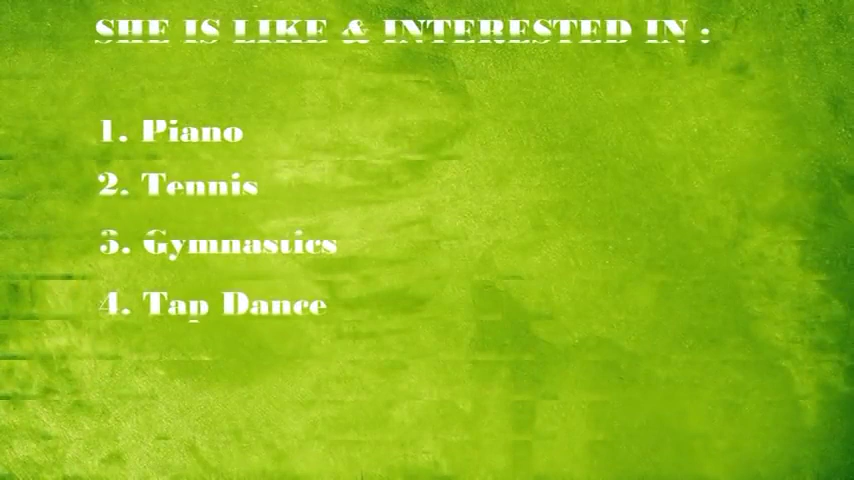 SHE IS LIKE & INTERESTED IN :
1. Piano
2. Tennis
3. Gymnastics
4. Tap Dance